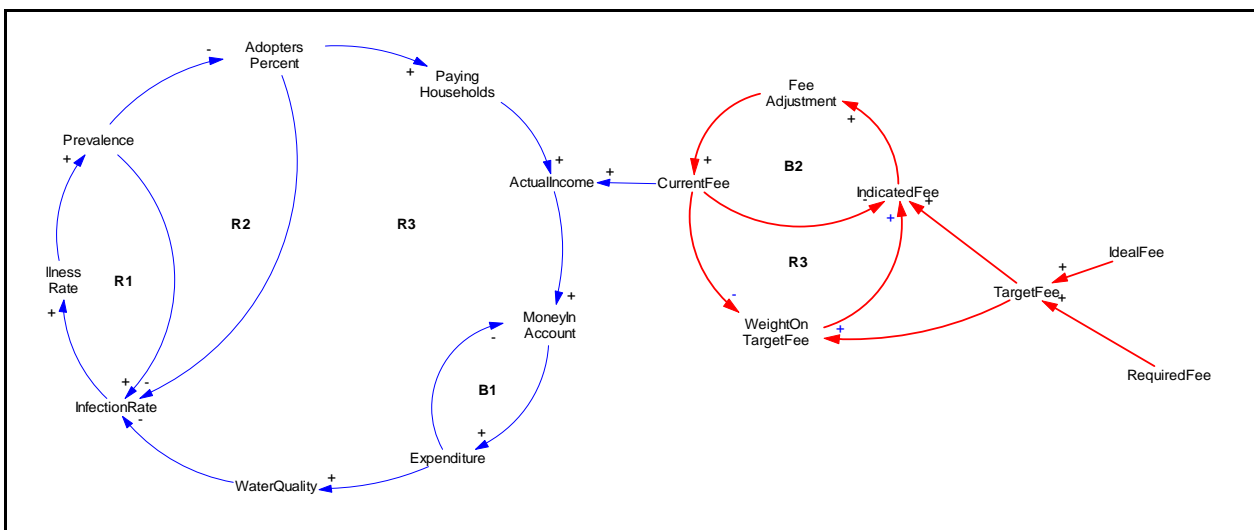 -
Adopters
Percent
+
Paying
Households
Fee
Adjustment
+
Prevalence
+
+
ActualIncome
+
CurrentFee
+
B2
IndicatedFee
-
+
+
R2
R3
R1
Ilness
Rate
+
R3
IdealFee
+
TargetFee
+
-
WeightOn
TargetFee
+
+
MoneyIn
Account
-
RequiredFee
B1
+
-
InfectionRate
-
+
Expenditure
+
WaterQuality